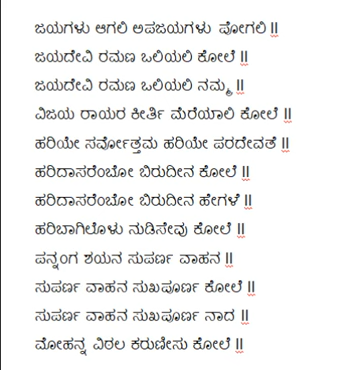 ಜಯಗಳು ಆಗಲಿ ಅಪಜಯಗಳು ಪೋಗಲಿ ||
ಜಯದೇವಿ ರಮಣ ಒಲಿಯಲಿ ಕೋಲೆ ||
ಜಯದೇವಿ ರಮಣ ಒಲಿಯಲಿ ನಮ್ಮ ||
ವಿಜಯ ರಾಯರ ಕೀರ್ತಿ ಮೆರೆಯಾಲಿ ಕೋಲೆ ||
ಹರಿಯೇ ಸರ್ವೋತ್ತಮ ಹರಿಯೇ ಪರದೇವತೆ ||
ಹರಿದಾಸರೆಂಬೋ ಬಿರುದೀನ ಕೋಲೆ ||
ಹರಿದಾಸರೆಂಬೋ ಬಿರುದೀನ ಹೇಗಳೆ ||
ಹರಿಬಾಗಿಲೊಳು ನುಡಿಸೇವು ಕೋಲೆ ||
ಪನ್ನಂಗ ಶಯನ ಸುಪರ್ಣ ವಾಹನ ||
ಸುಪರ್ಣ ವಾಹನ ಸುಖಪೂರ್ಣ ಕೋಲೆ ||
ಸುಪರ್ಣ ವಾಹನ ಸುಖಪೂರ್ಣ ನಾದ ||
ಮೋಹನ್ನ ವಿಠಲ ಕರುಣೀಸು ಕೋಲೆ ||